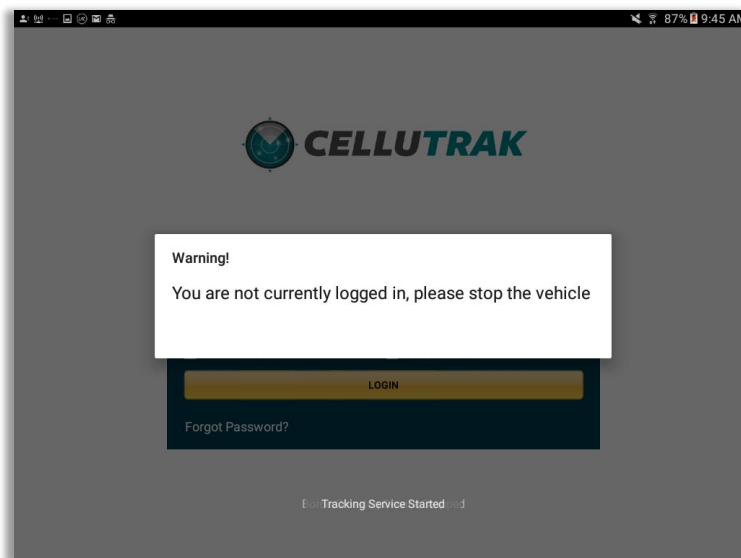 87% 9:45 AM
CELLUTRAK
Warning!
You are not currently logged in, please stop the vehicle
LOGIN
Forgot Password?
Tracking Service Started